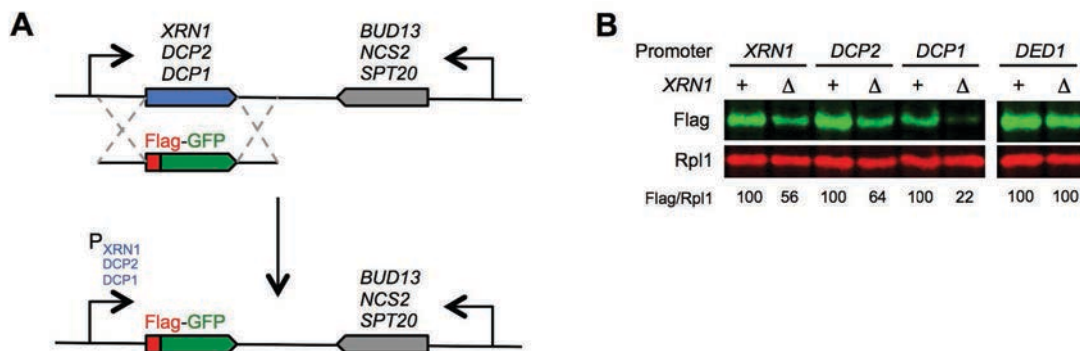 A
XRN1
DCP2
DCP1
BUD13
NCS2
SPT20
Flag-GFP
P XRN1
DCP2
DCP1
Flag-GFP
BUD13
NCS2
SPT20
B
Promoter XRN1 DCP2 DCP1 DED1
XRN1 + Δ + Δ + Δ + Δ
Flag
Rpl1
Flag/Rpl1 100 56 100 64 100 22 100 100